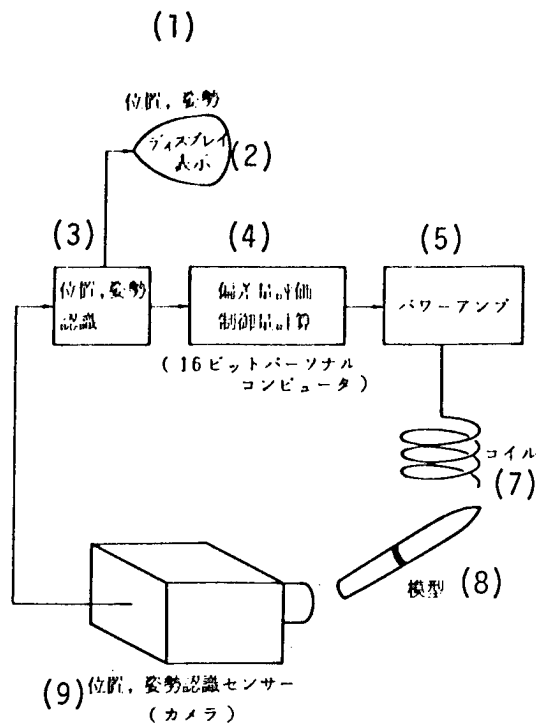 (1)
位置，姿勢
ディスプレイ
表示
(2)
(3)
(4)
(5)
位置，姿勢
認識
偏差量評価
制御量計算
パワーアンプ
(16ビットパーソナル
コンピュータ)
コイル
(7)
模型
(8)
(9)
位置，姿勢認識センサー
(カメラ)